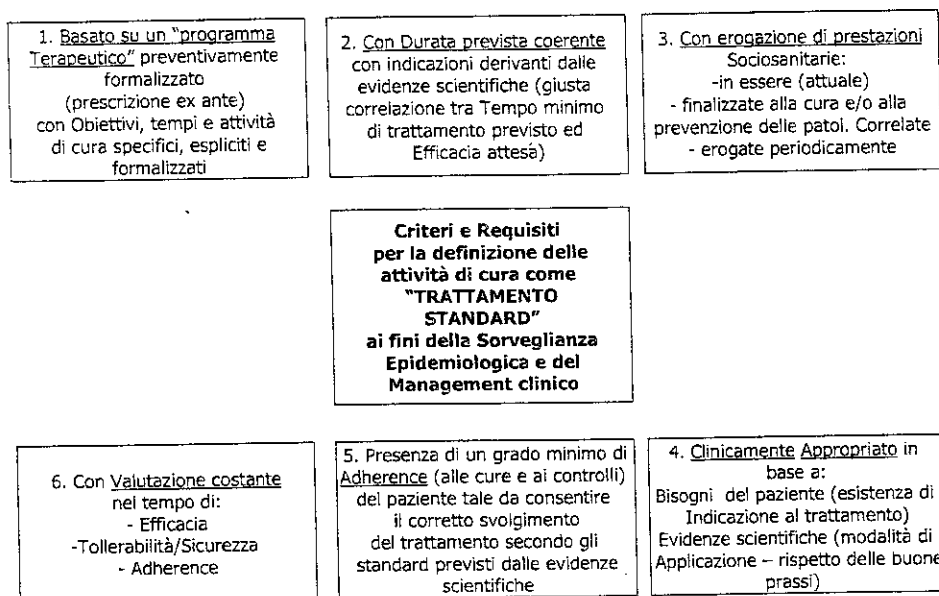 1. Basato su un "programma
Terapeutico" preventivamente
formalizzato
(prescrizione ex ante)
con Obiettivi, tempi e attività
di cura specifici, espliciti e
formalizzati
2. Con Durata prevista coerente
con indicazioni derivanti dalle
evidenze scientifiche (giusta
correlazione tra Tempo minimo
di trattamento previsto ed
Efficacia attesa)
3. Con erogazione di prestazioni
Sociosanitarie:
-in essere (attuale)
- finalizzate alla cura e/o alla
prevenzione delle patol. Correlate
- erogate periodicamente
Criteri e Requisiti
per la definizione delle
attività di cura come
"TRATTAMENTO
STANDARD"
ai fini della Sorveglianza
Epidemiologica e del
Management clinico
6. Con Valutazione costante
nel tempo di:
- Efficacia
-Tollerabilità/Sicurezza
- Adherence
5. Presenza di un grado minimo di
Adherence (alle cure e ai controlli)
del paziente tale da consentire
il corretto svolgimento
del trattamento secondo gli
standard previsti dalle evidenze
scientifiche
4. Clinicamente Appropriato in
base a:
Bisogni del paziente (esistenza di
Indicazione al trattamento)
Evidenze scientifiche (modalità di
Applicazione – rispetto delle buone
prassi)